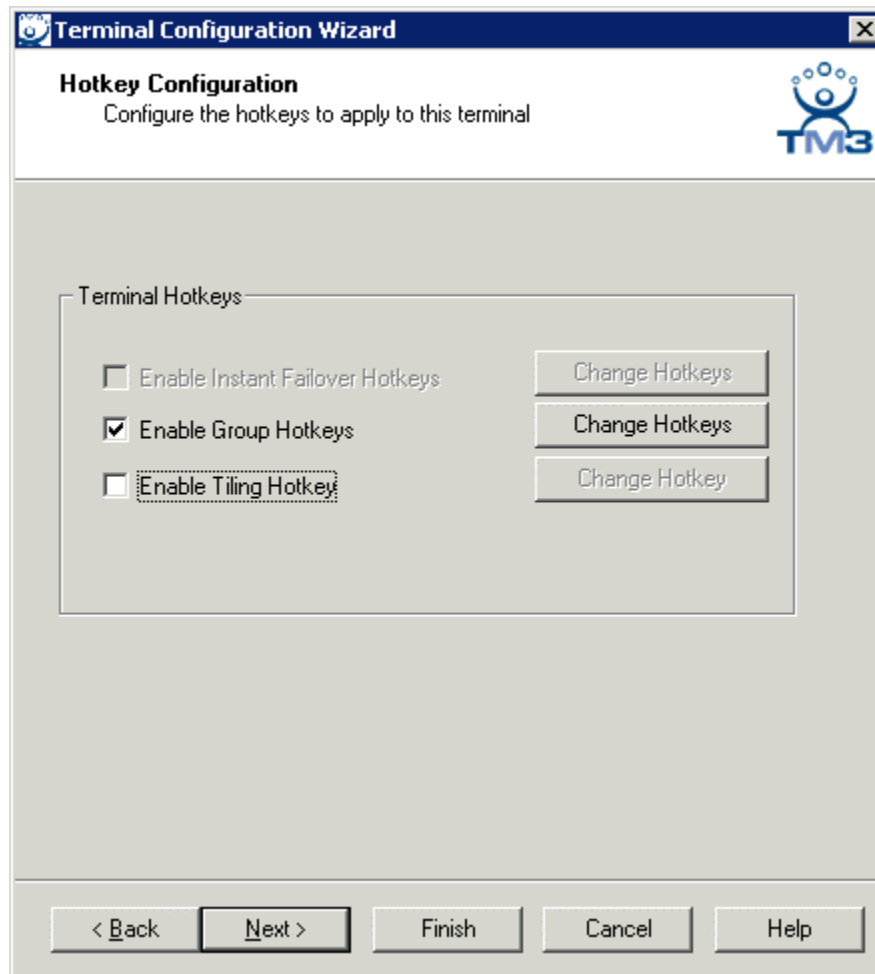 Terminal Configuration Wizard
Hotkey Configuration
Configure the hotkeys to apply to this terminal
TM3
Terminal Hotkeys
Enable Instant Failover Hotkeys Change Hotkeys
Enable Group Hotkeys Change Hotkeys
Enable Tiling Hotkey Change Hotkey
< Back Next > Finish Cancel Help